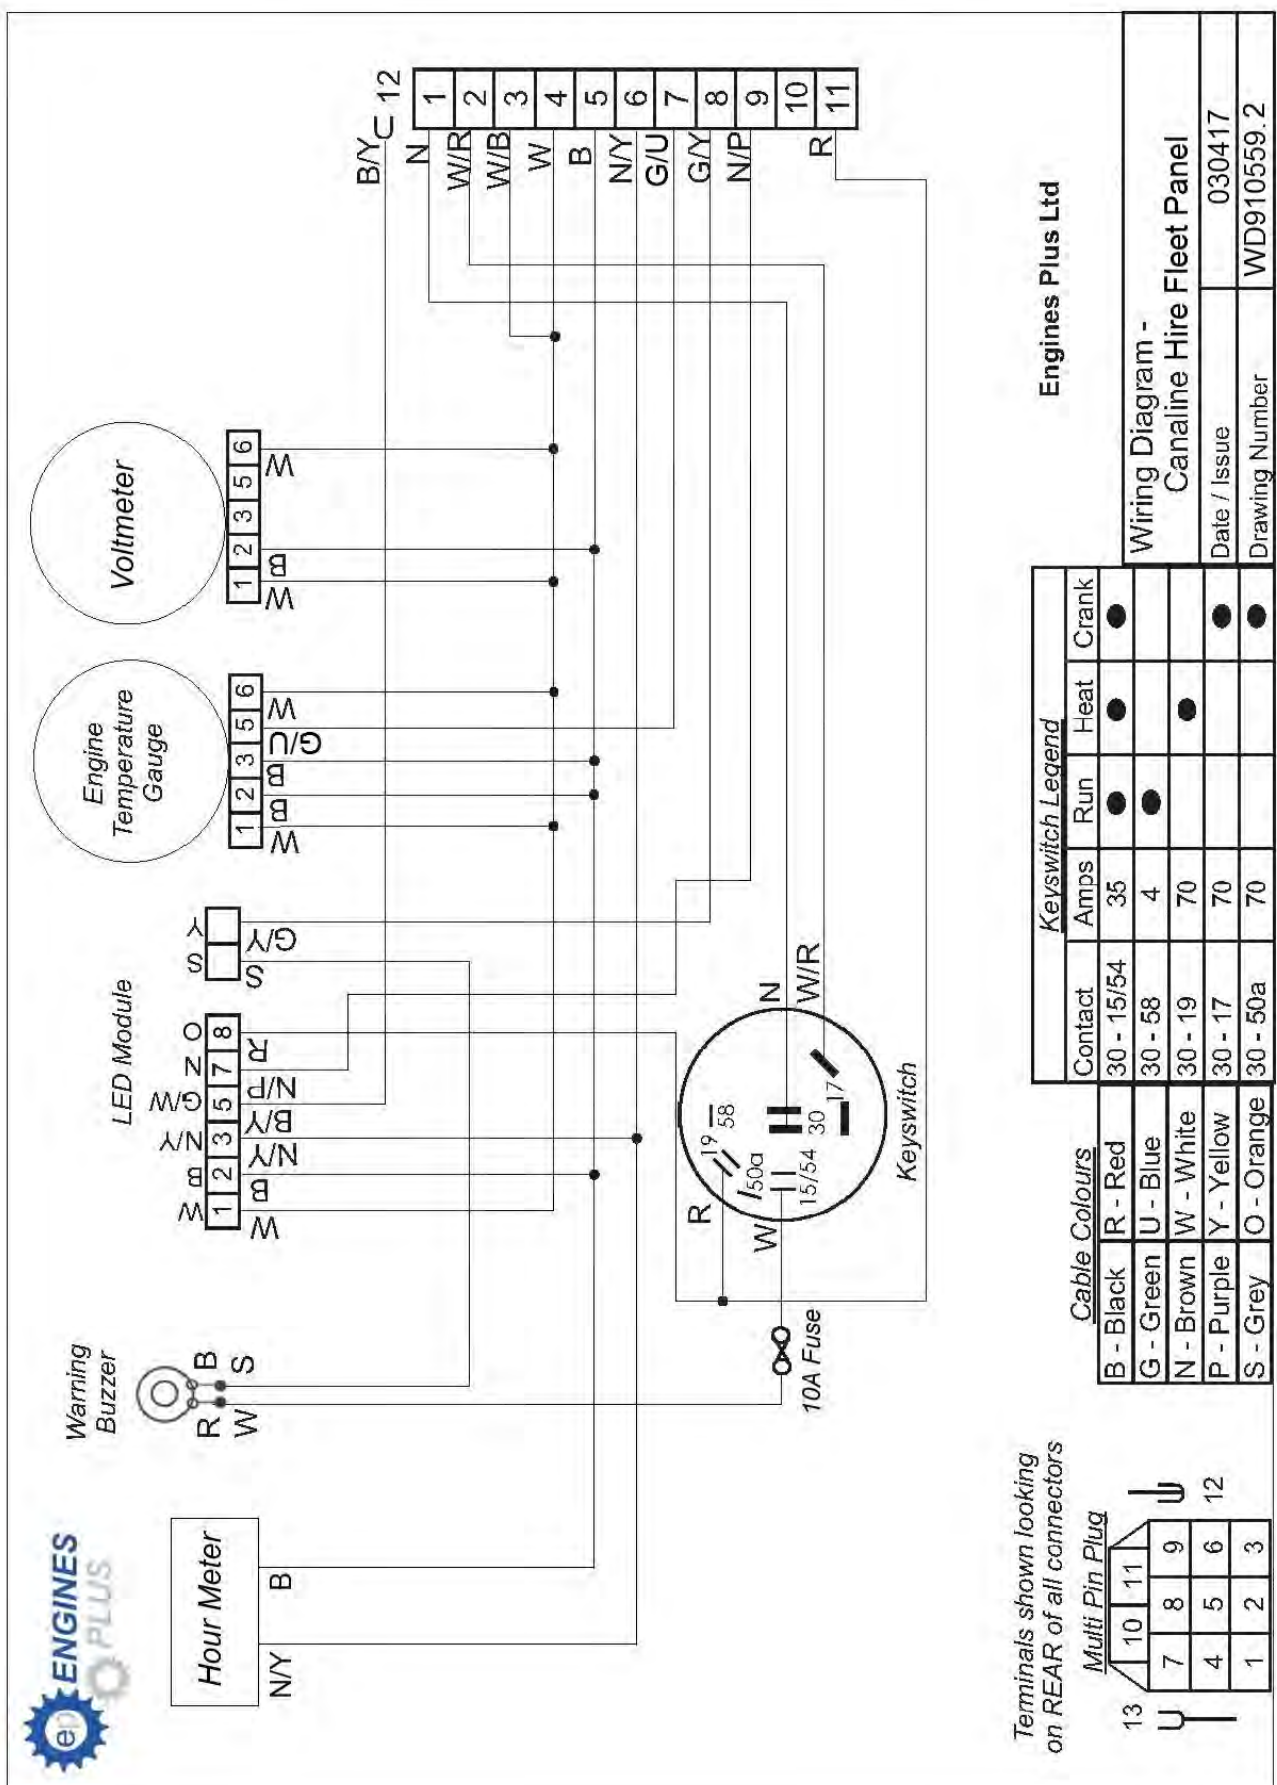 ep ENGINES
PLUS
Hour Meter
N/Y
B
Warning
Buzzer
R B
W S
LED Module
W B N/Y G/W N O
1 2 3 5 7 8
W B N/Y B/Y N/P R
S Y
S G/Y
Engine
Temperature
Gauge
1 2 3 5 6
W B B G/U W
Voltmeter
1 2 3 5 6
W B W
B/Y 12
N 1
W/R 2
W/B 3
W 4
B 5
N/Y 6
G/U 7
G/Y 8
N/P 9
10
R 11
10A Fuse
R
W
N
W/R
19
58
50a
15/54
30
17
Keyswitch
Engines Plus Ltd
Terminals shown looking
on REAR of all connectors
Multi Pin Plug
13
10 11
7 8 9
4 5 6
1 2 3
12
Cable Colours
B - Black R - Red
G - Green U - Blue
N - Brown W - White
P - Purple Y - Yellow
S - Grey O - Orange
Keyswitch Legend
Contact Amps Run Heat Crank
30 - 15/54 35
30 - 58 4
30 - 19 70
30 - 17 70
30 - 50a 70
Wiring Diagram -
Canaline Hire Fleet Panel
Date / Issue 030417
Drawing Number WD910559.2